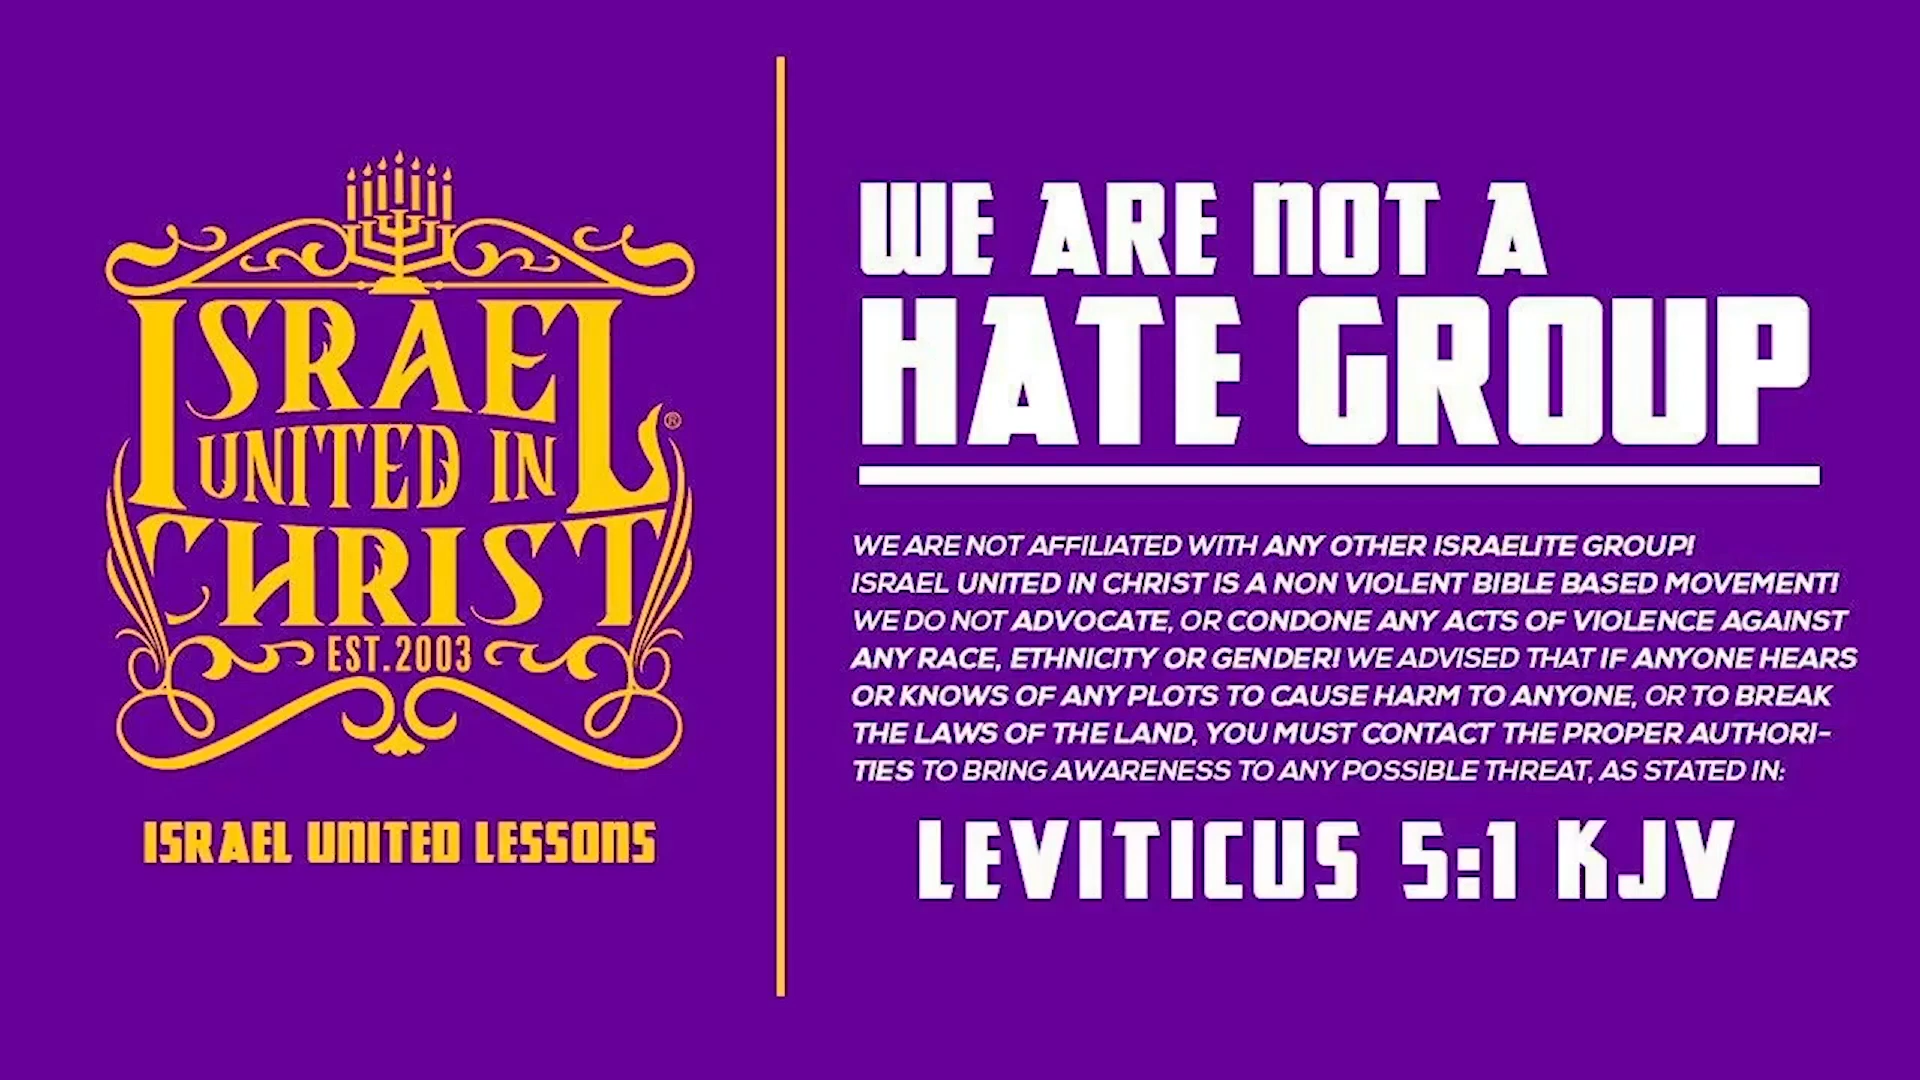 ISRAEL
UNITED IN
CHRIST
®
EST.2003
ISRAEL UNITED LESSONS
WE ARE NOT A
HATE GROUP
WE ARE NOT AFFILIATED WITH ANY OTHER ISRAELITE GROUP!
ISRAEL UNITED IN CHRIST IS A NON VIOLENT BIBLE BASED MOVEMENT!
WE DO NOT ADVOCATE, OR CONDONE ANY ACTS OF VIOLENCE AGAINST
ANY RACE, ETHNICITY OR GENDER! WE ADVISED THAT IF ANYONE HEARS
OR KNOWS OF ANY PLOTS TO CAUSE HARM TO ANYONE, OR TO BREAK
THE LAWS OF THE LAND, YOU MUST CONTACT THE PROPER AUTHORI-
TIES TO BRING AWARENESS TO ANY POSSIBLE THREAT, AS STATED IN:
LEVITICUS 5:1 KJV